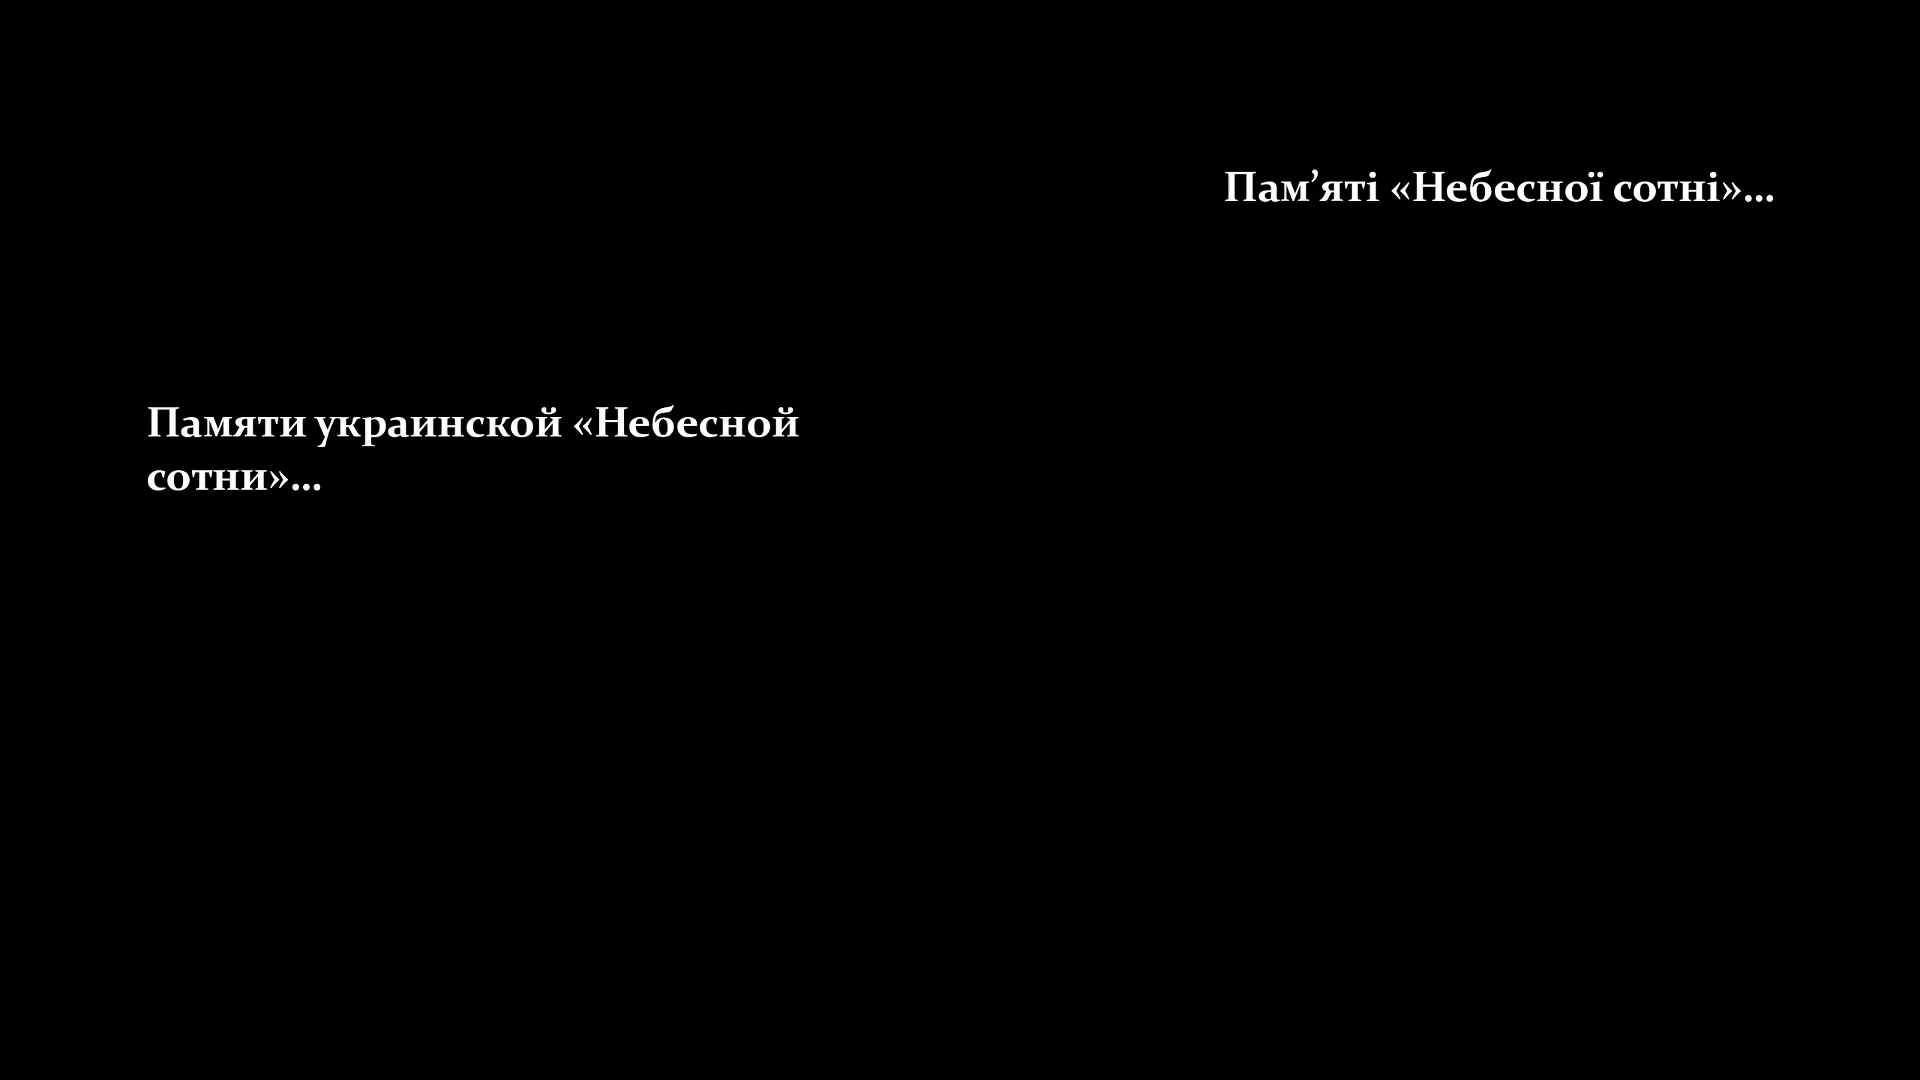 Пам’яті «Небесної сотні»...
Памяти украинской «Небесной
сотни»...